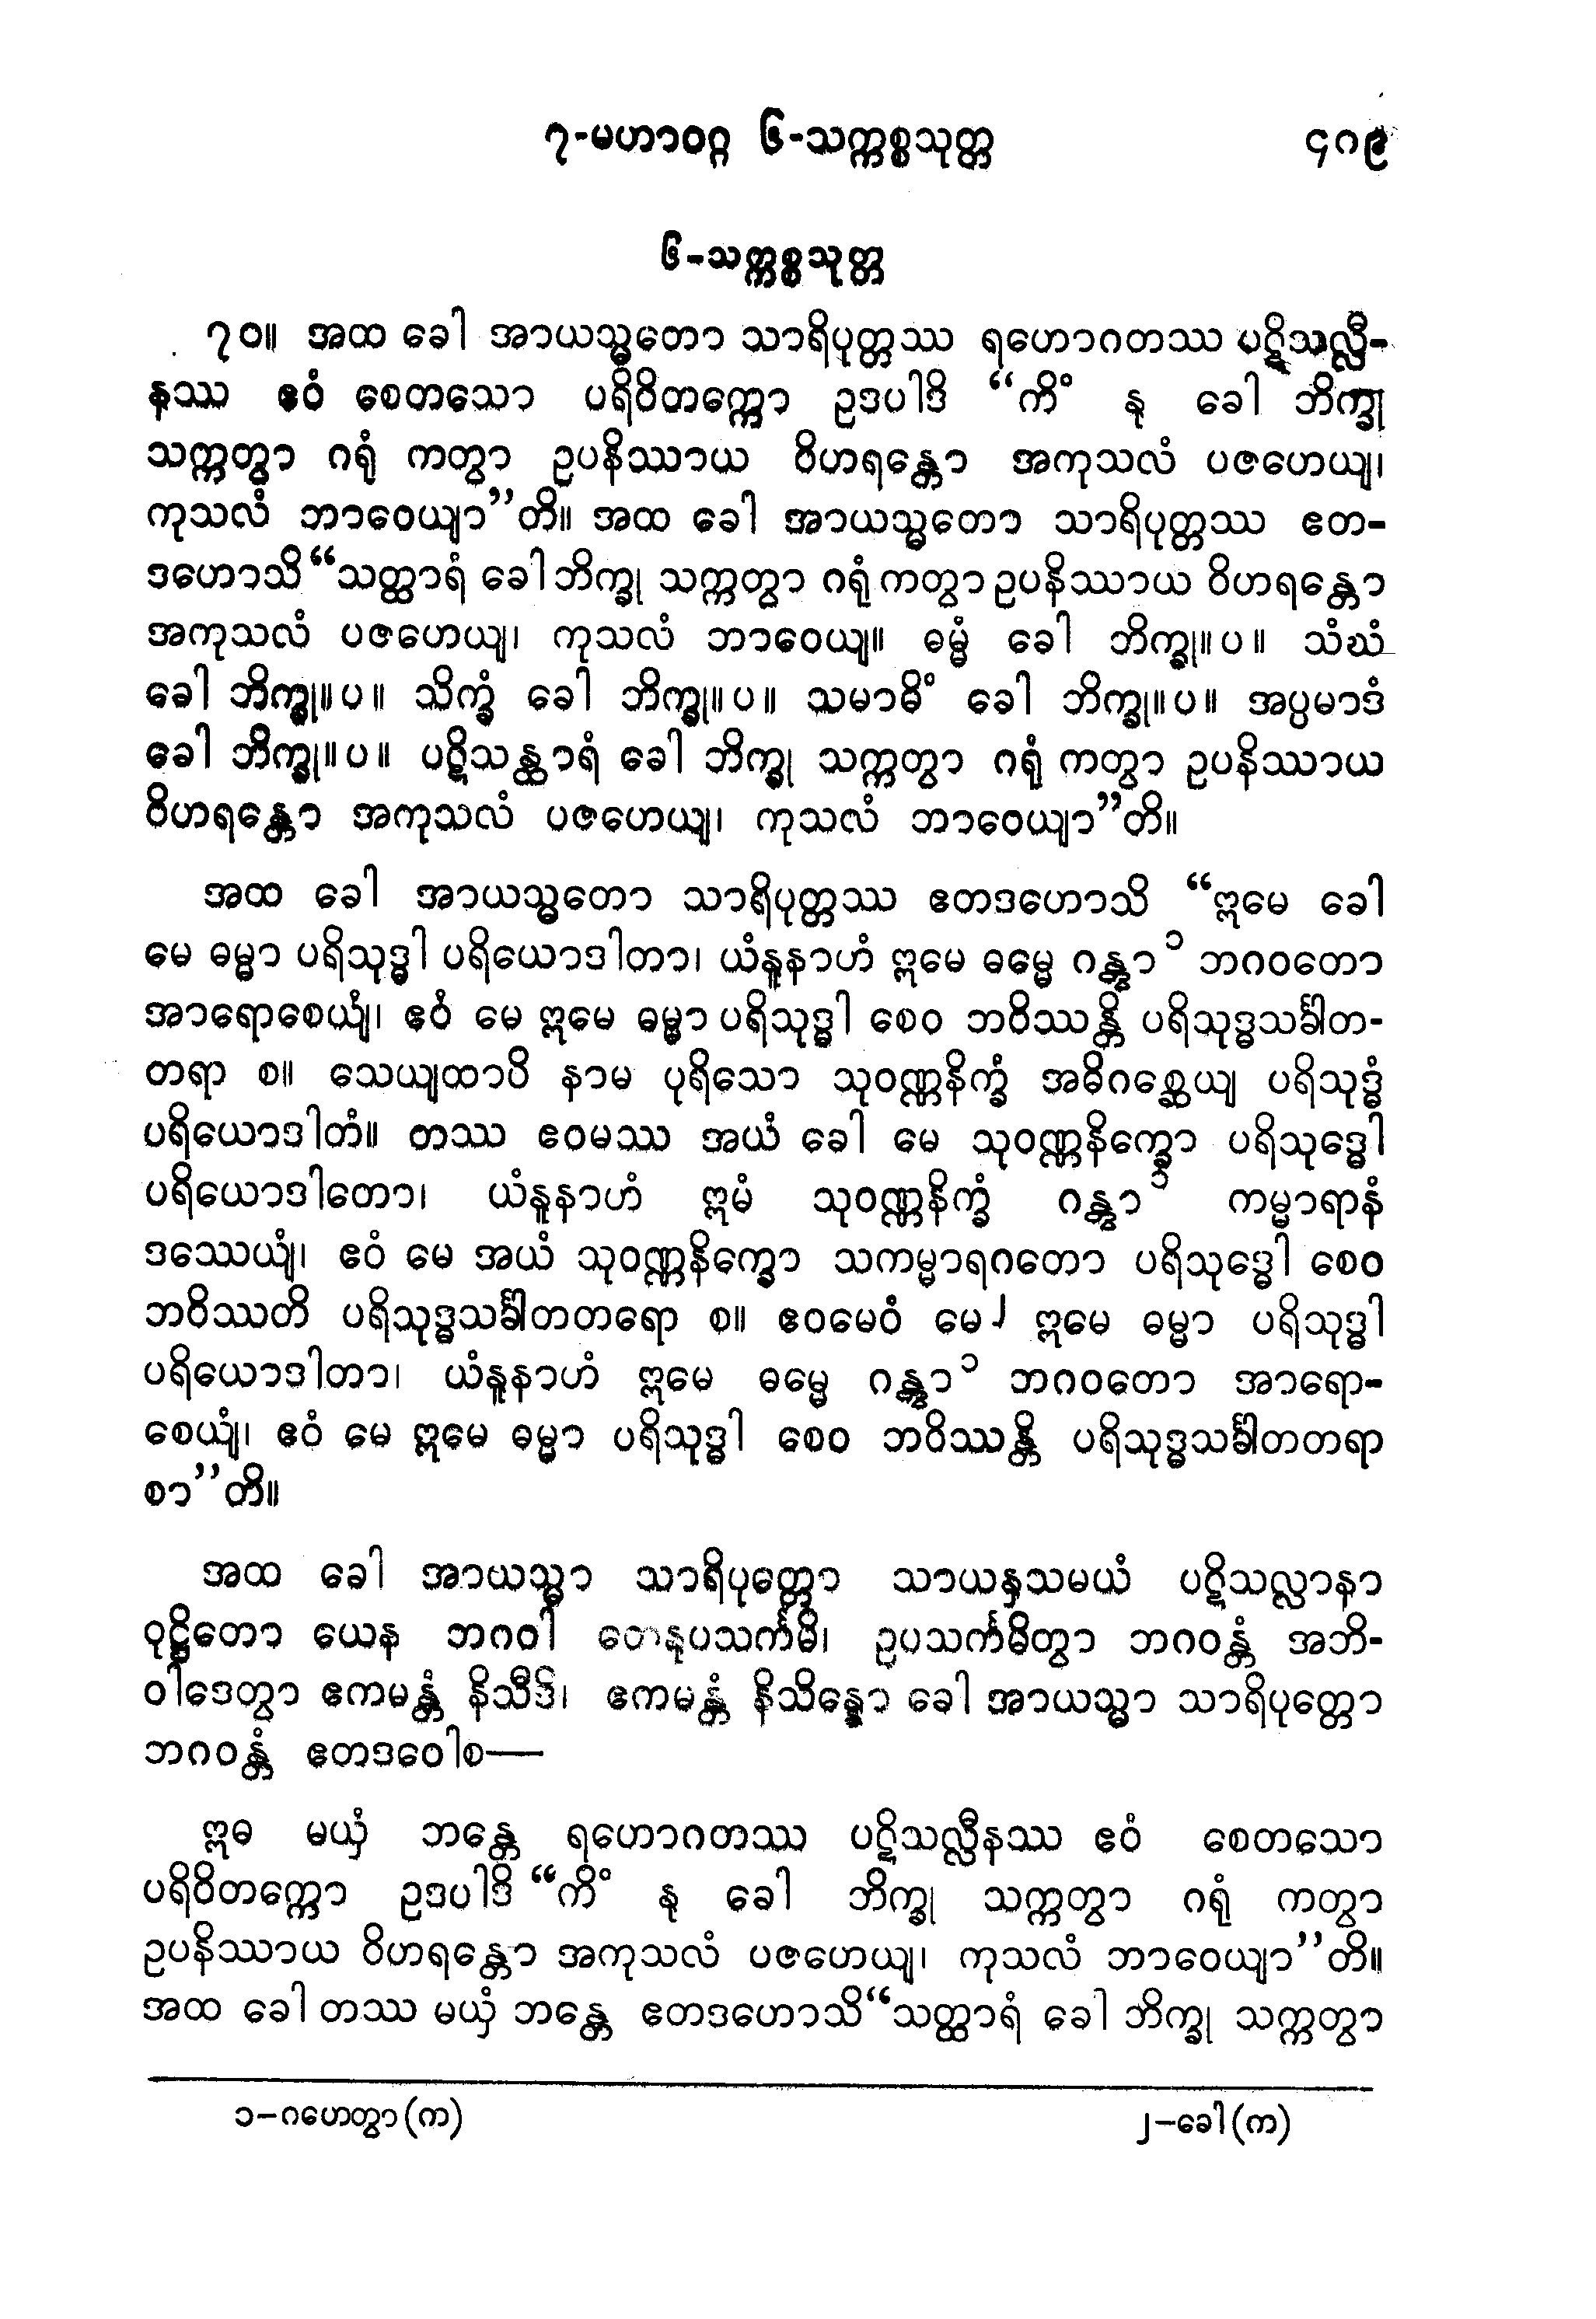 ၇-မဟာဝဂ္ဂ ၆-သက္ကစ္စသုတ္တ ၄၈၉
၆-သက္ကစ္စသုတ္တ
၇၀။ အထ ခေါ အာယသ္မတော သာရိပုတ္တဿ ရဟောဂတဿ ပဋိသလ္လီ-
နဿ ဧဝံ စေတသော ပရိဝိတက္ကော ဥဒပါဒိ “ကိံ နု ခေါ ဘိက္ခု
သက္ကတွာ ဂရုံ ကတွာ ဥပနိဿာယ ဝိဟရန္တော အကုသလံ ပဇဟေယျ၊
ကုသလံ ဘာဝေယျာ”တိ။ အထ ခေါ အာယသ္မတော သာရိပုတ္တဿ ဧတ-
ဒဟောသိ “သတ္ထာရံ ခေါ ဘိက္ခု သက္ကတွာ ဂရုံ ကတွာ ဥပနိဿာယ ဝိဟရန္တော
အကုသလံ ပဇဟေယျ၊ ကုသလံ ဘာဝေယျ။ ဓမ္မံ ခေါ ဘိက္ခု။ပ။ သံဃံ
ခေါ ဘိက္ခု။ပ။ သိက္ခံ ခေါ ဘိက္ခု။ပ။ သမာဓိံ ခေါ ဘိက္ခု။ပ။ အပ္ပမာဒံ
ခေါ ဘိက္ခု။ပ။ ပဋိသန္ထာရံ ခေါ ဘိက္ခု သက္ကတွာ ဂရုံ ကတွာ ဥပနိဿာယ
ဝိဟရန္တော အကုသလံ ပဇဟေယျ၊ ကုသလံ ဘာဝေယျာ”တိ။
အထ ခေါ အာယသ္မတော သာရိပုတ္တဿ ဧတဒဟောသိ “ဣမေ ခေါ
မေ ဓမ္မာ ပရိသုဒ္ဓါ ပရိယောဒါတာ၊ ယံနူနာဟံ ဣမေ ဓမ္မေ ဂန္တွာ ၁ ဘဂဝတော
အာရောစေယျံ၊ ဧဝံ မေ ဣမေ ဓမ္မာ ပရိသုဒ္ဓါ စေဝ ဘဝိဿန္တိ ပရိသုဒ္ဓသင်္ခါတ-
တရာ စ။ သေယျထာပိ နာမ ပုရိသော သုဝဏ္ဏနိက္ခံ အဓိဂစ္ဆေယျ ပရိသုဒ္ဓံ
ပရိယောဒါတံ။ တဿ ဧဝမဿ အယံ ခေါ မေ သုဝဏ္ဏနိက္ခော ပရိသုဒ္ဓေါ
ပရိယောဒါတော၊ ယံနူနာဟံ ဣမံ သုဝဏ္ဏနိက္ခံ ဂန္တွာ ၁ ကမ္မာရာနံ
ဒဿေယျံ၊ ဧဝံ မေ အယံ သုဝဏ္ဏနိက္ခော သကမ္မာရဂတော ပရိသုဒ္ဓေါ စေဝ
ဘဝိဿတိ ပရိသုဒ္ဓသင်္ခါတတရော စ။ ဧဝမေဝံ မေ ၂ ဣမေ ဓမ္မာ ပရိသုဒ္ဓါ
ပရိယောဒါတာ၊ ယံနူနာဟံ ဣမေ ဓမ္မေ ဂန္တွာ ၁ ဘဂဝတော အာရော-
စေယျံ၊ ဧဝံ မေ ဣမေ ဓမ္မာ ပရိသုဒ္ဓါ စေဝ ဘဝိဿန္တိ ပရိသုဒ္ဓသင်္ခါတတရာ
စာ”တိ။
အထ ခေါ အာယသ္မာ သာရိပုတ္တော သာယနှသမယံ ပဋိသလ္လာနာ
ဝုဋ္ဌိတော ယေန ဘဂဝါ တေနုပသင်္ကမိ၊ ဥပသင်္ကမိတွာ ဘဂဝန္တံ အဘိ-
ဝါဒေတွာ ဧကမန္တံ နိသီဒိ၊ ဧကမန္တံ နိသိန္နော ခေါ အာယသ္မာ သာရိပုတ္တော
ဘဂဝန္တံ ဧတဒဝေါစ—
ဣဓ မယှံ ဘန္တေ ရဟောဂတဿ ပဋိသလ္လီနဿ ဧဝံ စေတသော
ပရိဝိတက္ကော ဥဒပါဒိ “ကိံ နု ခေါ ဘိက္ခု သက္ကတွာ ဂရုံ ကတွာ
ဥပနိဿာယ ဝိဟရန္တော အကုသလံ ပဇဟေယျ၊ ကုသလံ ဘာဝေယျာ”တိ။
အထ ခေါ တဿ မယှံ ဘန္တေ ဧတဒဟောသိ “သတ္ထာရံ ခေါ ဘိက္ခု သက္ကတွာ
၁-ဂဟေတွာ (က) ၂-ခေါ (က)